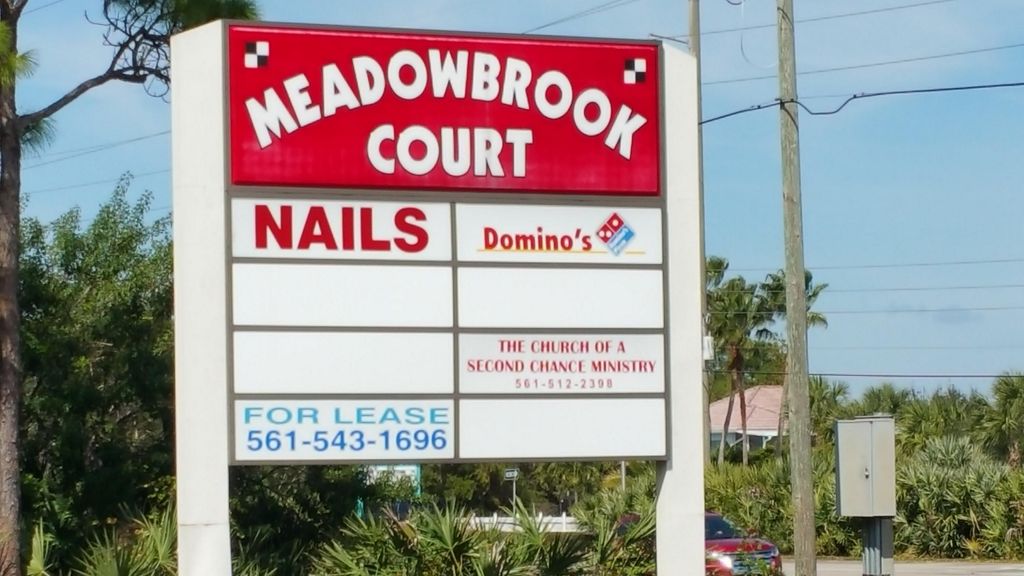 MEADOWBROOK
COURT
NAILS
Domino's
THE CHURCH OF A
SECOND CHANCE MINISTRY
561-512-2398
FOR LEASE
561-543-1696